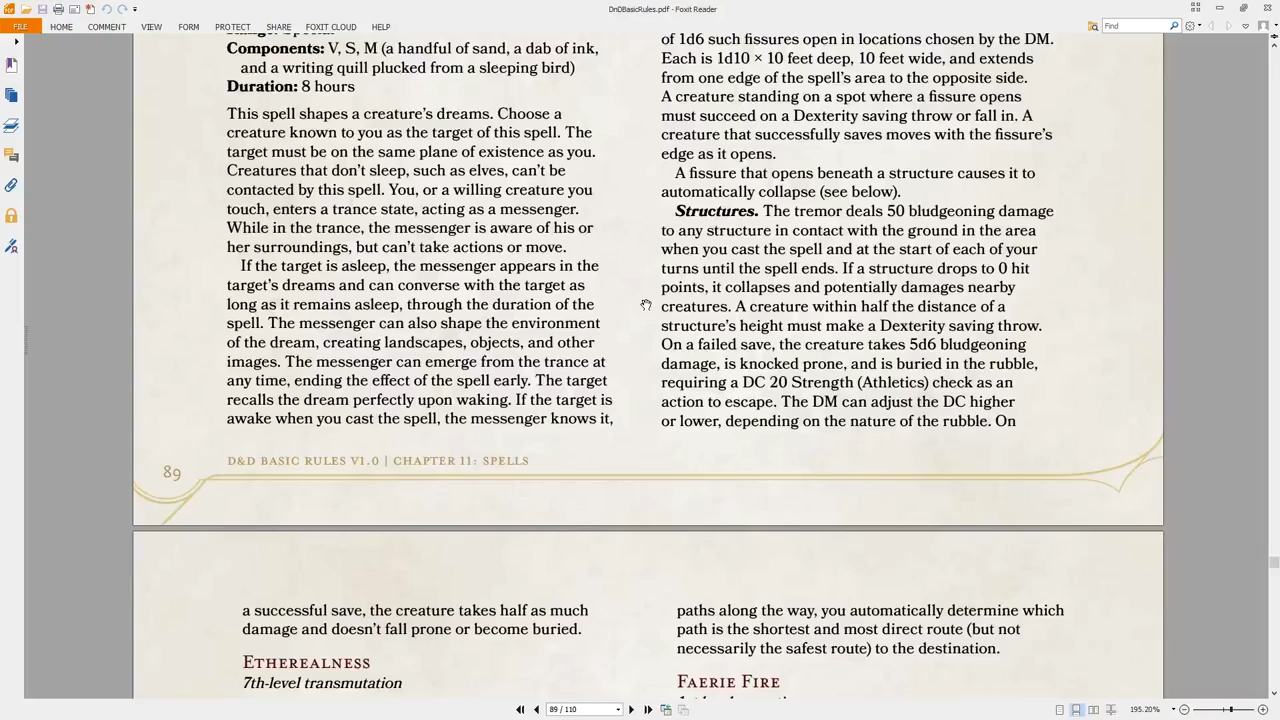 DnDBasicRules.pdf - Foxit Reader
FILE
HOME
COMMENT
VIEW
FORM
PROTECT
SHARE
FOXIT CLOUD
HELP
Find
Components: V, S, M (a handful of sand, a dab of ink,
and a writing quill plucked from a sleeping bird)
Duration: 8 hours
This spell shapes a creature’s dreams. Choose a
creature known to you as the target of this spell. The
target must be on the same plane of existence as you.
Creatures that don’t sleep, such as elves, can’t be
contacted by this spell. You, or a willing creature you
touch, enters a trance state, acting as a messenger.
While in the trance, the messenger is aware of his or
her surroundings, but can’t take actions or move.
If the target is asleep, the messenger appears in the
target’s dreams and can converse with the target as
long as it remains asleep, through the duration of the
spell. The messenger can also shape the environment
of the dream, creating landscapes, objects, and other
images. The messenger can emerge from the trance at
any time, ending the effect of the spell early. The target
recalls the dream perfectly upon waking. If the target is
awake when you cast the spell, the messenger knows it,
of 1d6 such fissures open in locations chosen by the DM.
Each is 1d10 × 10 feet deep, 10 feet wide, and extends
from one edge of the spell’s area to the opposite side.
A creature standing on a spot where a fissure opens
must succeed on a Dexterity saving throw or fall in. A
creature that successfully saves moves with the fissure’s
edge as it opens.
A fissure that opens beneath a structure causes it to
automatically collapse (see below).
Structures. The tremor deals 50 bludgeoning damage
to any structure in contact with the ground in the area
when you cast the spell and at the start of each of your
turns until the spell ends. If a structure drops to 0 hit
points, it collapses and potentially damages nearby
creatures. A creature within half the distance of a
structure’s height must make a Dexterity saving throw.
On a failed save, the creature takes 5d6 bludgeoning
damage, is knocked prone, and is buried in the rubble,
requiring a DC 20 Strength (Athletics) check as an
action to escape. The DM can adjust the DC higher
or lower, depending on the nature of the rubble. On
89
D&D BASIC RULES V1.0 | CHAPTER 11: SPELLS
a successful save, the creature takes half as much
damage and doesn’t fall prone or become buried.
ETHEREALNESS
7th-level transmutation
paths along the way, you automatically determine which
path is the shortest and most direct route (but not
necessarily the safest route) to the destination.
FAERIE FIRE
89 / 110
195.20%